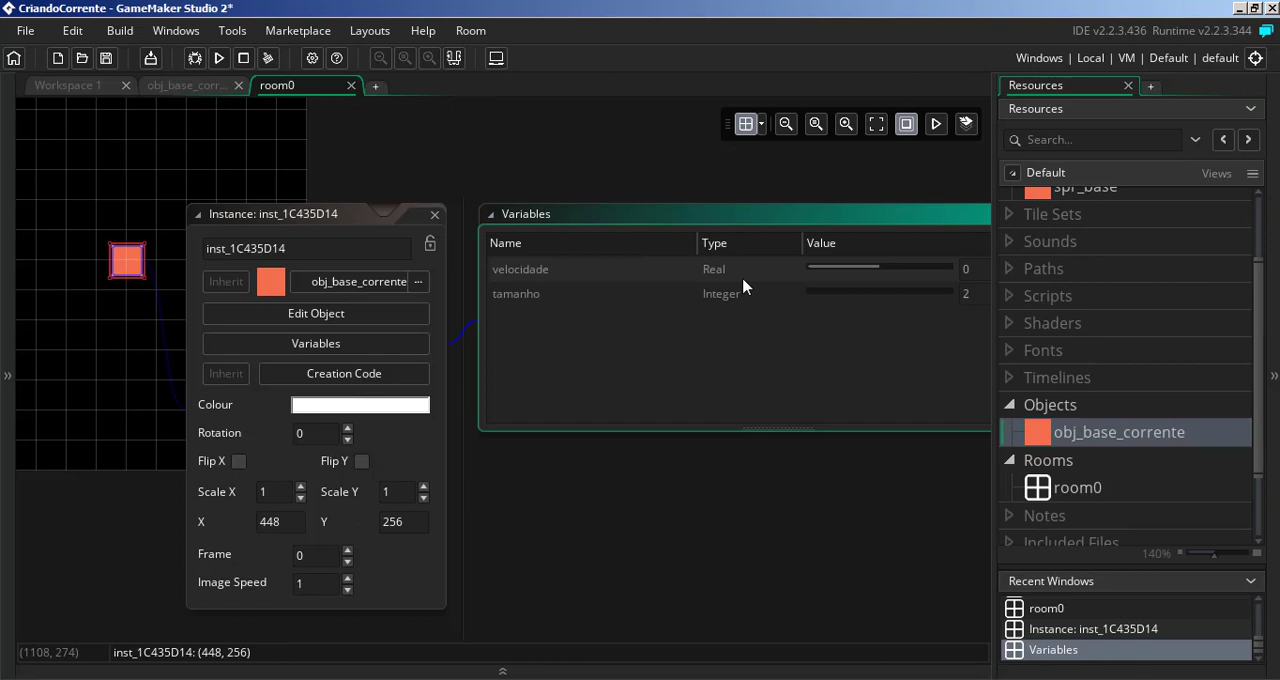 CriandoCorrente - GameMaker Studio 2*
File Edit Build Windows Tools Marketplace Layouts Help Room
IDE v2.2.3.436 Runtime v2.2.3.344
Windows | Local | VM | Default | default
Workspace 1
obj_base_corr...
room0
Instance: inst_1C435D14
inst_1C435D14
Inherit
obj_base_corrente
...
Edit Object
Variables
Inherit
Creation Code
Colour
Rotation 0
Flip X
Flip Y
Scale X 1
Scale Y 1
X 448
Y 256
Frame 0
Image Speed 1
Variables
Name Type Value
velocidade Real 0
tamanho Integer 2
(1108, 274)
inst_1C435D14: (448, 256)
Resources
Resources
Search...
Default
Views
spr_base
Tile Sets
Sounds
Paths
Scripts
Shaders
Fonts
Timelines
Objects
obj_base_corrente
Rooms
room0
Notes
Included Files
140%
Recent Windows
room0
Instance: inst_1C435D14
Variables